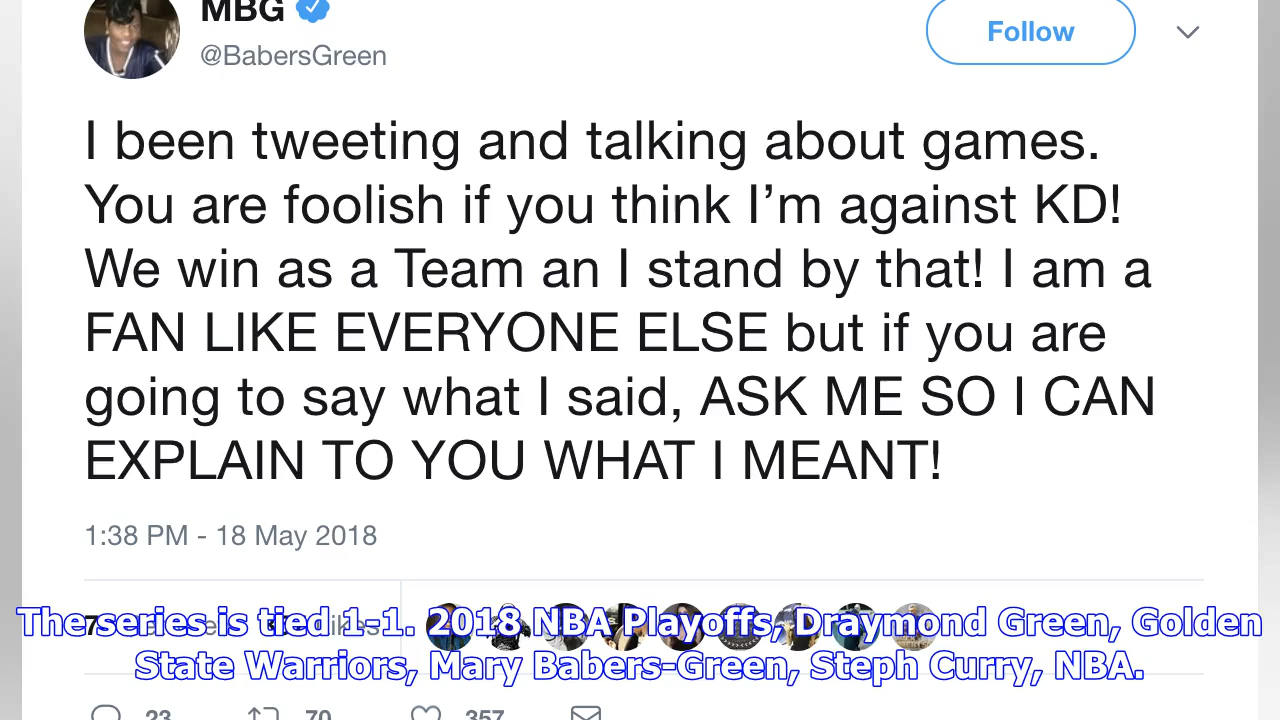 MBG
@BabersGreen
Follow
I been tweeting and talking about games.
You are foolish if you think I’m against KD!
We win as a Team an I stand by that! I am a
FAN LIKE EVERYONE ELSE but if you are
going to say what I said, ASK ME SO I CAN
EXPLAIN TO YOU WHAT I MEANT!
1:38 PM - 18 May 2018
The series is tied 1-1. 2018 NBA Playoffs, Draymond Green, Golden
State Warriors, Mary Babers-Green, Steph Curry, NBA.
23 70 357